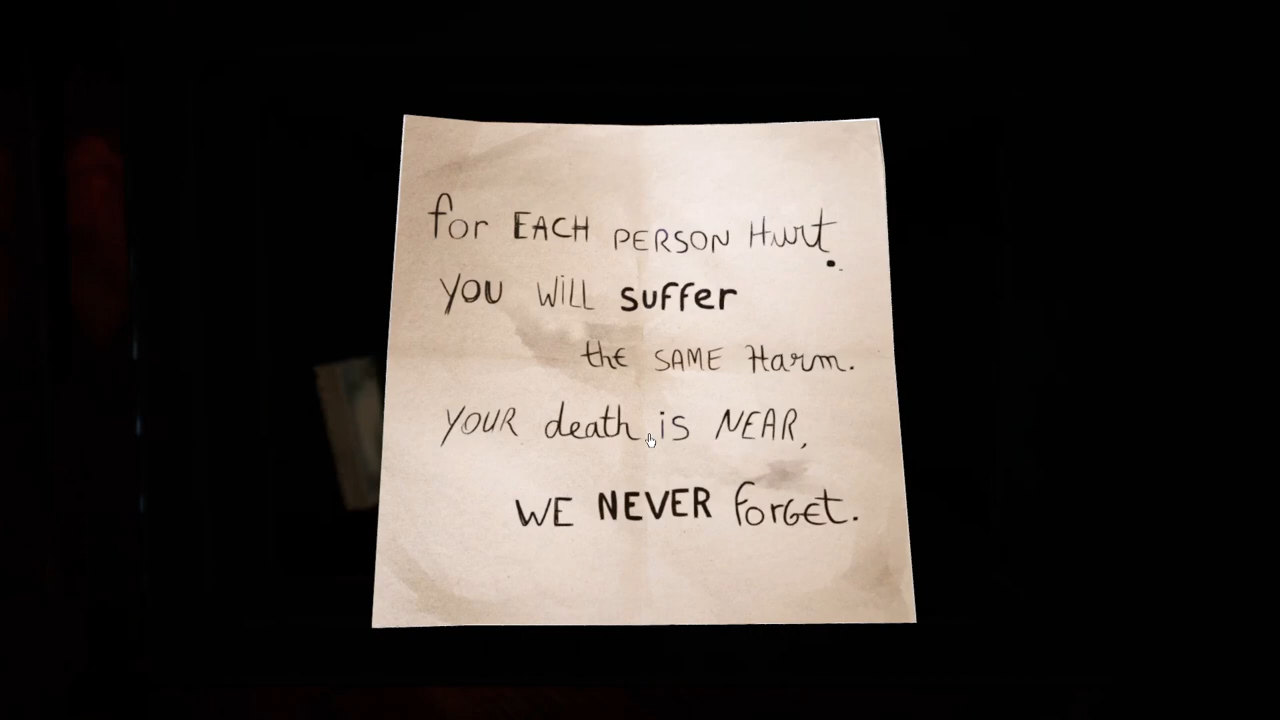 for EACH PERSON Hurt.
YOU WiLL suffer
the SAME Harm.
YOUR death is NEAR,
WE NEVER forGet.